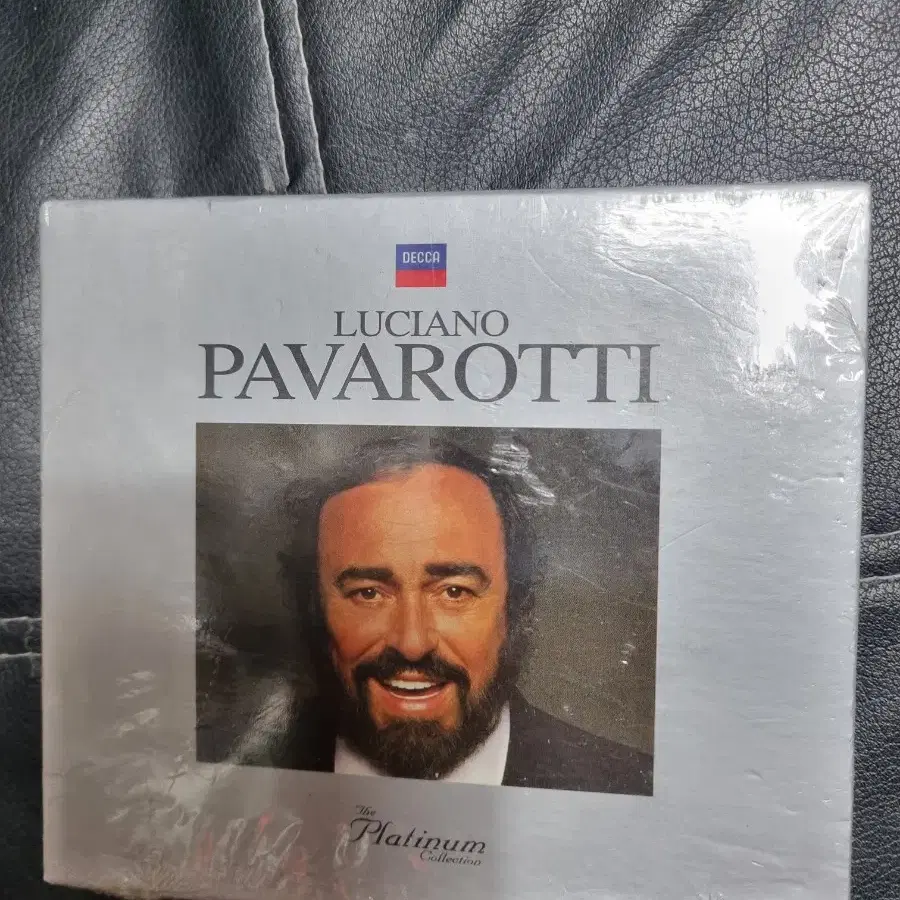 DECCA
LUCIANO
PAVAROTTI
The
Platinum
Collection